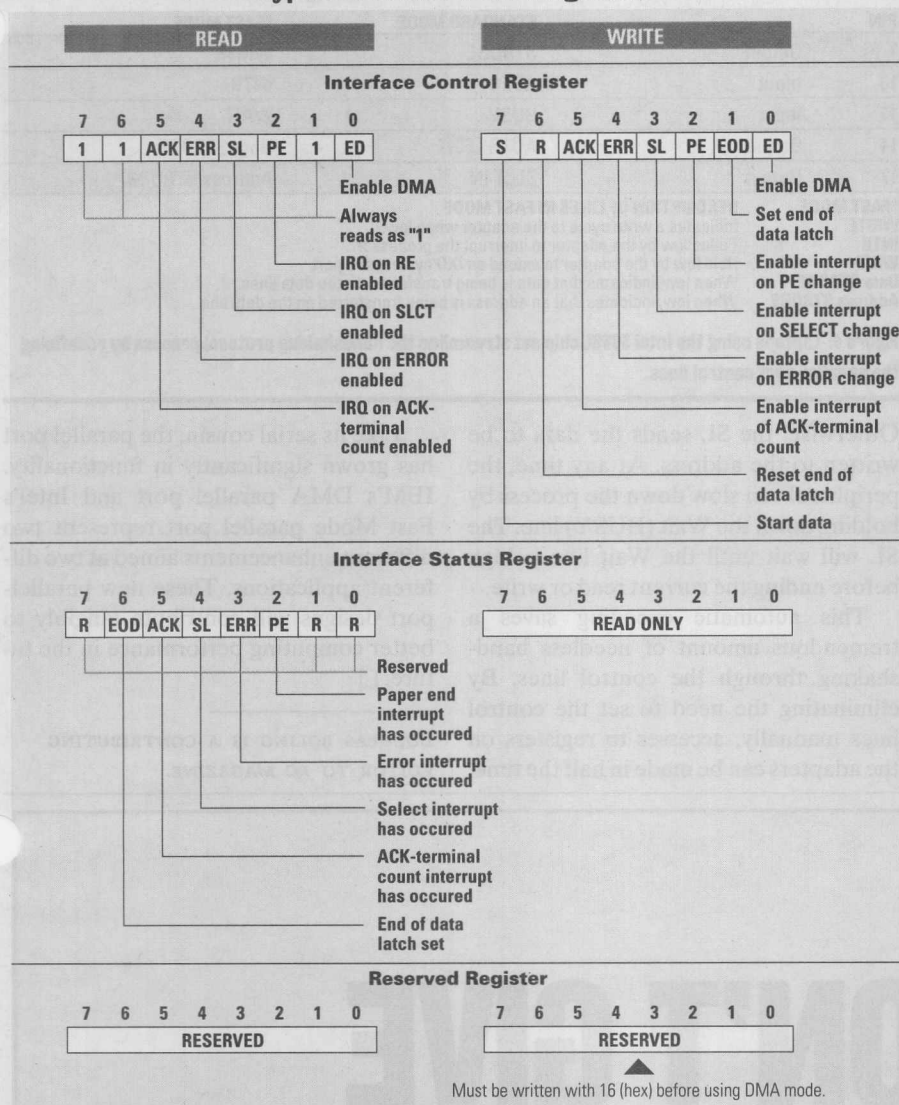 READ
WRITE
Interface Control Register
7 6 5 4 3 2 1 0
1 1 ACK ERR SL PE 1 ED
Enable DMA
Always
reads as "1"
IRQ on RE
enabled
IRQ on SLCT
enabled
IRQ on ERROR
enabled
IRQ on ACK-
terminal
count enabled
7 6 5 4 3 2 1 0
S R ACK ERR SL PE EOD ED
Enable DMA
Set end of
data latch
Enable interrupt
on PE change
Enable interrupt
on SELECT change
Enable interrupt
on ERROR change
Enable interrupt
of ACK-terminal
count
Reset end of
data latch
Start data
Interface Status Register
7 6 5 4 3 2 1 0
EOD ACK SL ERR PE R R
Reserved
Paper end
interrupt
has occured
Error interrupt
has occured
Select interrupt
has occured
ACK-terminal
count interrupt
has occured
End of data
latch set
7 6 5 4 3 2 1 0
READ ONLY
Reserved Register
7 6 5 4 3 2 1 0
RESERVED
7 6 5 4 3 2 1 0
RESERVED
Must be written with 16 (hex) before using DMA mode.